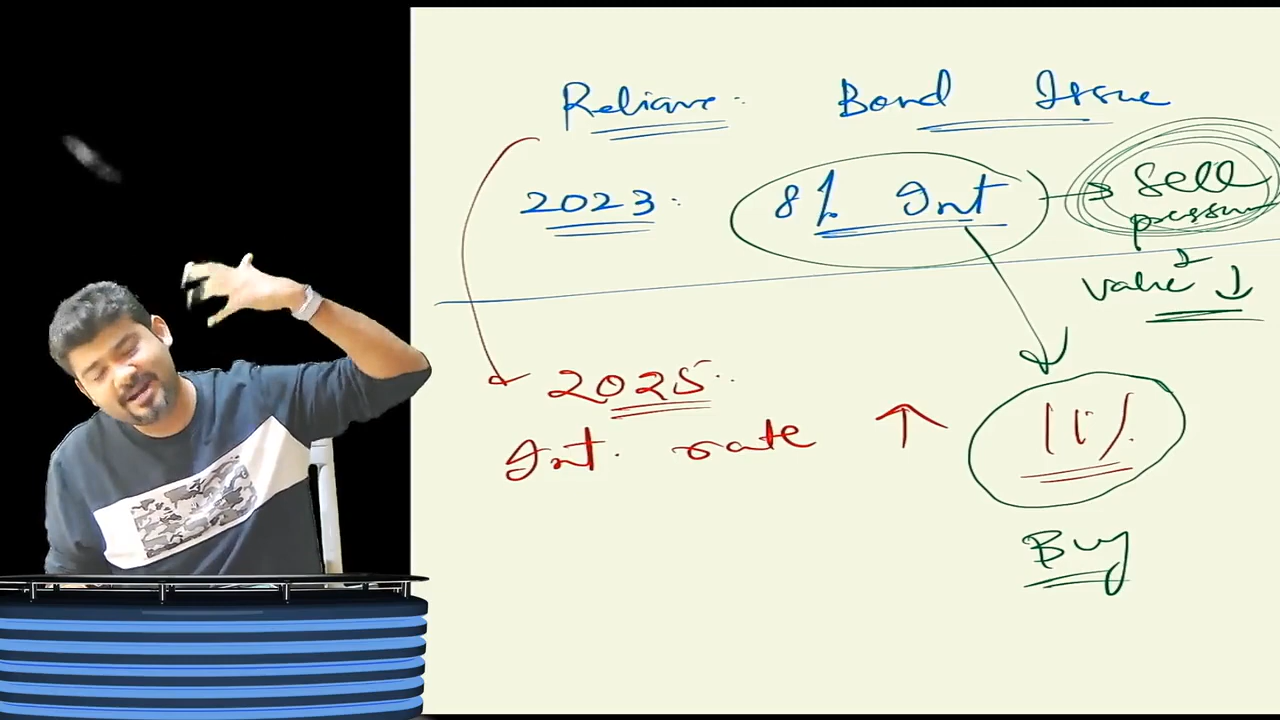 Reliance Bond Issue
2023 8% Int → Sell
pressure
value ↓
2025
Int. rate ↑ 11%
Buy